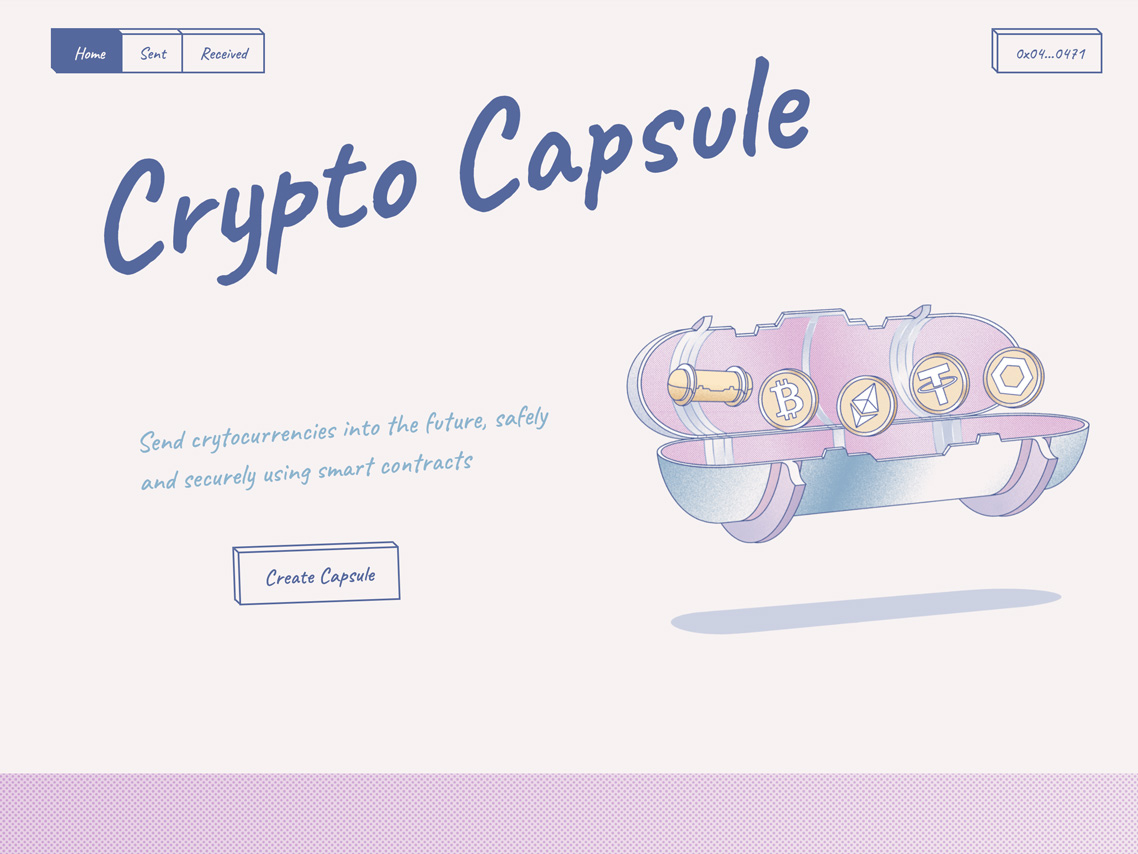 Home
Sent
Received
0x04...0471
Crypto Capsule
Send crytocurrencies into the future, safely
and securely using smart contracts
Create Capsule